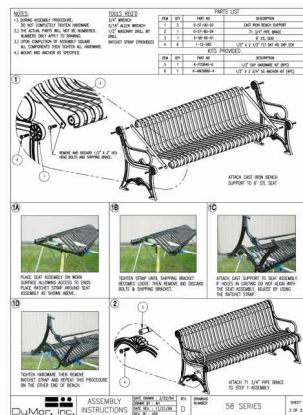 NOTES:
1.) DURING ASSEMBLY PROCEDURE,
DO NOT COMPLETELY TIGHTEN HARDWARE.
2.) THE ACTUAL PARTS WILL NOT BE NUMBERED.
NUMBERS ONLY APPLY TO DRAWING.
3.) UPON COMPLETION OF ASSEMBLY SQUARE
ALL COMPONENTS THEN TIGHTEN ALL HARDWARE.
4.) MOUNT AND ANCHOR AS SPECIFIED.
TOOLS REQ'D
3/4" WRENCH
5/16" ALLEN WRENCH
1/2" MASONRY DRILL BIT
DRILL
RATCHET STRAP (PROVIDED)
PARTS LIST
ITEM QTY PART NO DESCRIPTION
1 2 CAST IRON BENCH SUPPORT
2 1 71 3/4" PIPE BRACE
3 1 6' STL SEAT
KITS PROVIDED:
ITEM QTY PART NO DESCRIPTION
1
REMOVE AND DISCARD 1/2" X 2" HEX
HEAD BOLTS AND SHIPPING BRACE.
ATTACH CAST IRON BENCH
SUPPORT TO 6' STL SEAT
1A
PLACE SEAT ASSEMBLY ON WORK
SURFACE ALLOWING ACCESS TO ENDS.
PLACE RATCHET STRAP AROUND SEAT
ASSEMBLY AS SHOWN ABOVE.
1B
TIGHTEN STRAP UNTIL SHIPPING BRACKET
BECOMES LOOSE. THEN REMOVE AND DISCARD
BOLTS & SHIPPING BRACKET.
1C
ATTACH CAST SUPPORT TO SEAT ASSEMBLY.
IF HOLES IN CASTING DO NOT ALIGN WITH
THE SEAT ASSEMBLY, ADJUST BY USING
THE RATCHET STRAP.
1D
TIGHTEN HARDWARE THEN REMOVE
RATCHET STRAP AND REPEAT THIS PROCEDURE
ON THE OTHER END OF BENCH.
2
ATTACH 71 3/4" PIPE BRACE
TO STEP 1 ASSEMBLY
DuMor, inc.
ASSEMBLY
INSTRUCTIONS
REV.
D
DRAWING
NUMBER
58 SERIES
SHEET